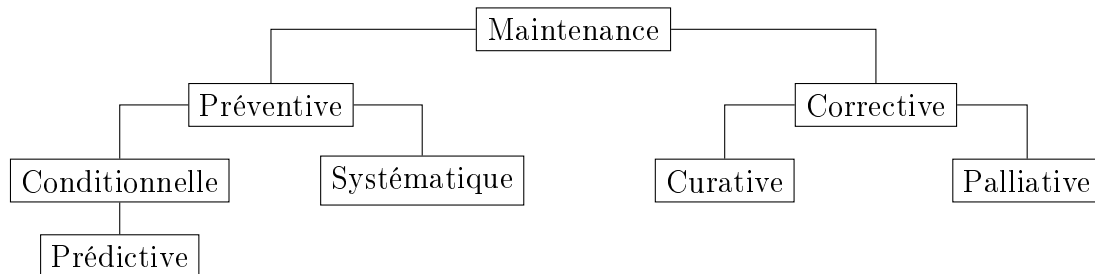 Maintenance
Préventive
Corrective
Conditionnelle
Systématique
Curative
Palliative
Prédictive